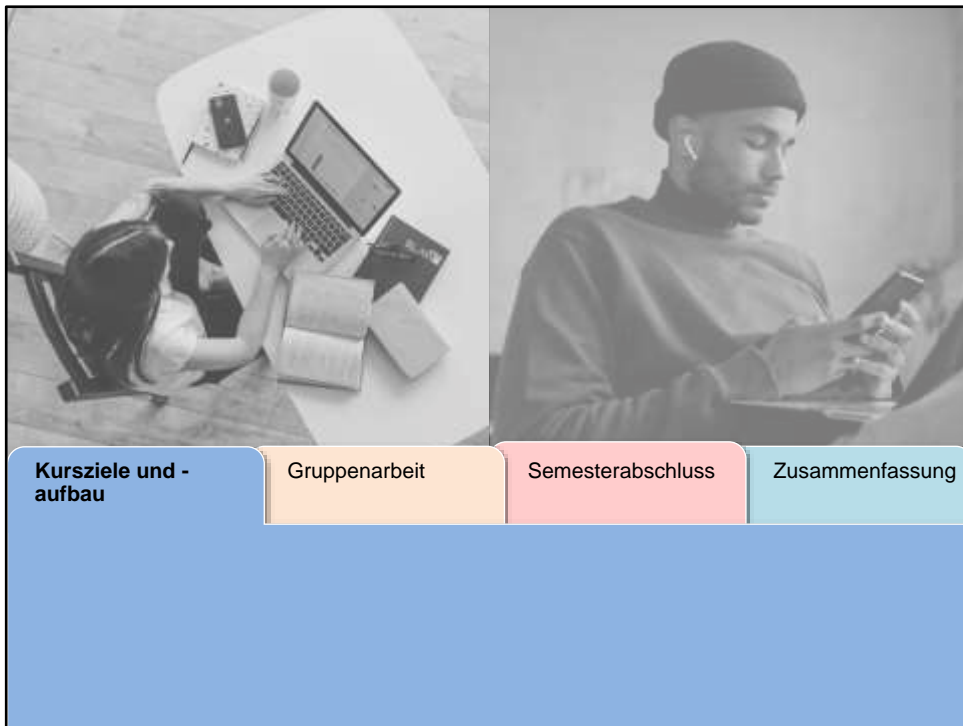 Kursziele und -
aufbau
Gruppenarbeit
Semesterabschluss
Zusammenfassung